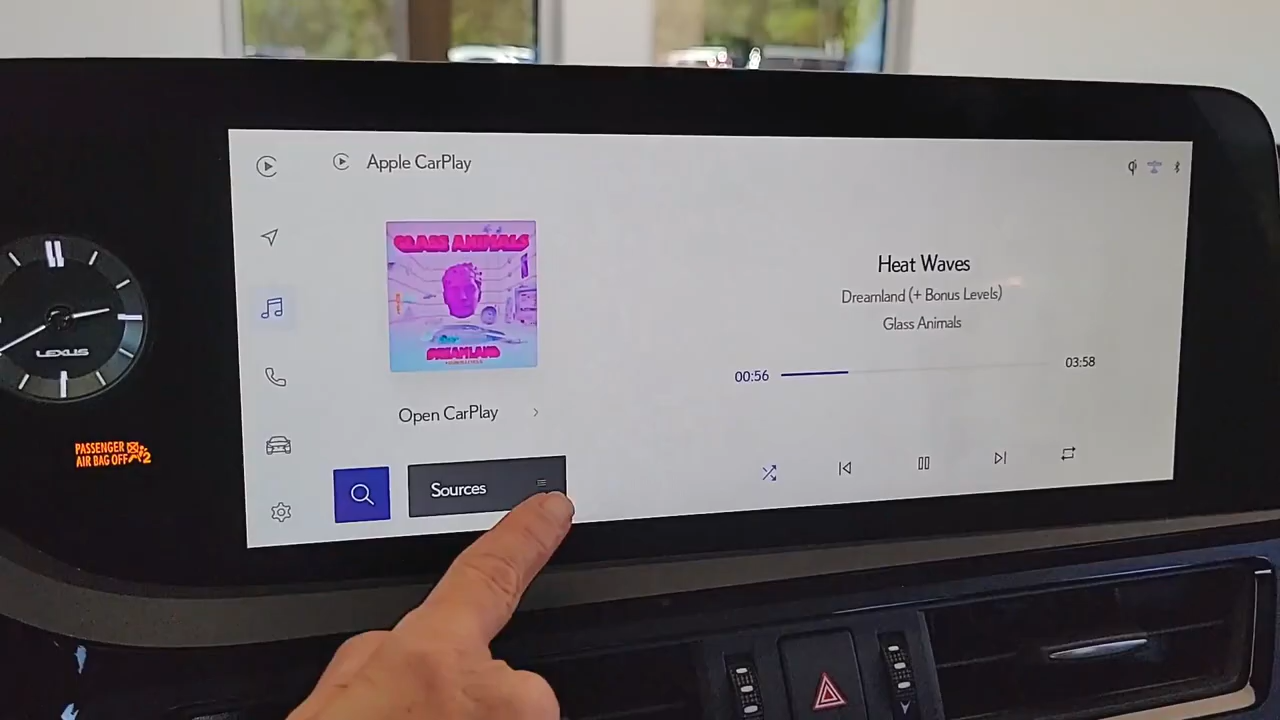 Apple CarPlay
GLASS ANIMALS
DREAMLAND
Heat Waves
Dreamland (+ Bonus Levels)
Glass Animals
00:56
03:58
Open CarPlay
Sources
LEXUS
PASSENGER
AIR BAG OFF 2